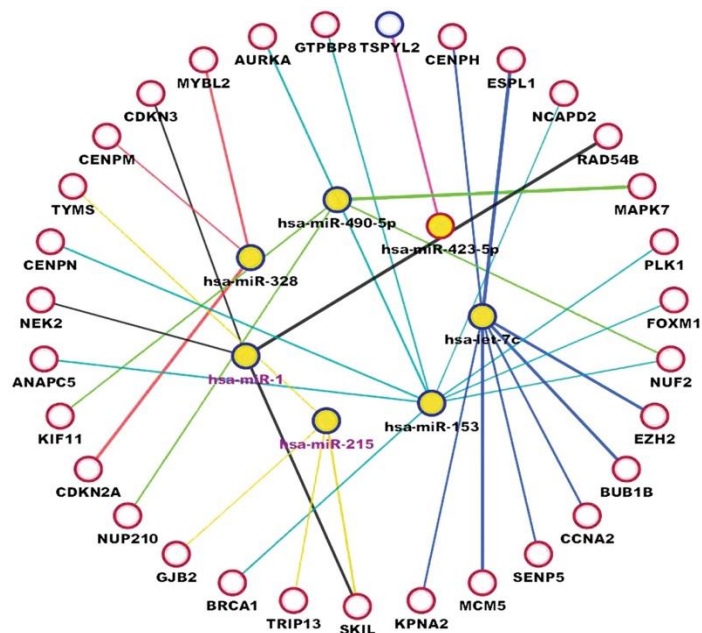 GTPBP8
TSPYL2
AURKA
CENPH
MYBL2
ESPL1
CDKN3
NCAPD2
CENPM
RAD54B
TYMS
MAPK7
hsa-miR-490-5p
hsa-miR-423-5p
CENPN
PLK1
hsa-miR-328
NEK2
FOXM1
hsa-let-7c
ANAPC5
NUF2
hsa-miR-1
KIF11
EZH2
hsa-miR-153
hsa-miR-215
CDKN2A
BUB1B
NUP210
CCNA2
GJB2
SENP5
BRCA1
MCM5
TRIP13
KPNA2
SKIL